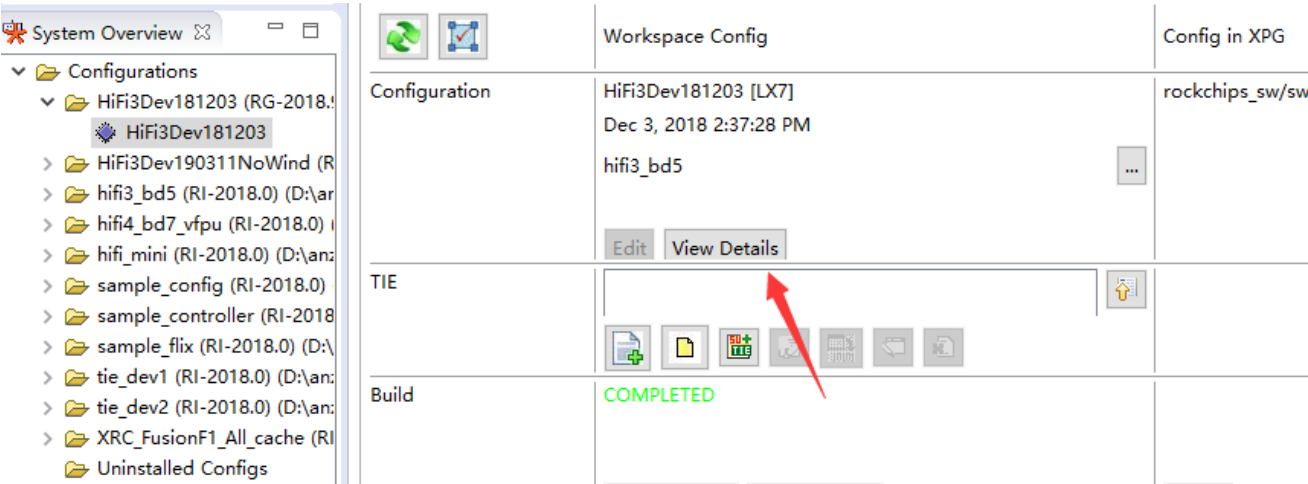 System Overview
Configurations
HiFi3Dev181203 (RG-2018.9
HiFi3Dev181203
HiFi3Dev190311NoWind (R
hifi3_bd5 (RI-2018.0) (D:\ar
hifi4_bd7_vfpu (RI-2018.0) (
hifi_mini (RI-2018.0) (D:\anz
sample_config (RI-2018.0)
sample_controller (RI-2018
sample_flix (RI-2018.0) (D:\
tie_dev1 (RI-2018.0) (D:\anz
tie_dev2 (RI-2018.0) (D:\anz
XRC_FusionF1_All_cache (RI
Uninstalled Configs
Workspace Config
Config in XPG
Configuration
HiFi3Dev181203 [LX7]
rockchips_sw/sw
Dec 3, 2018 2:37:28 PM
hifi3_bd5
...
Edit
View Details
TIE
Build
COMPLETED